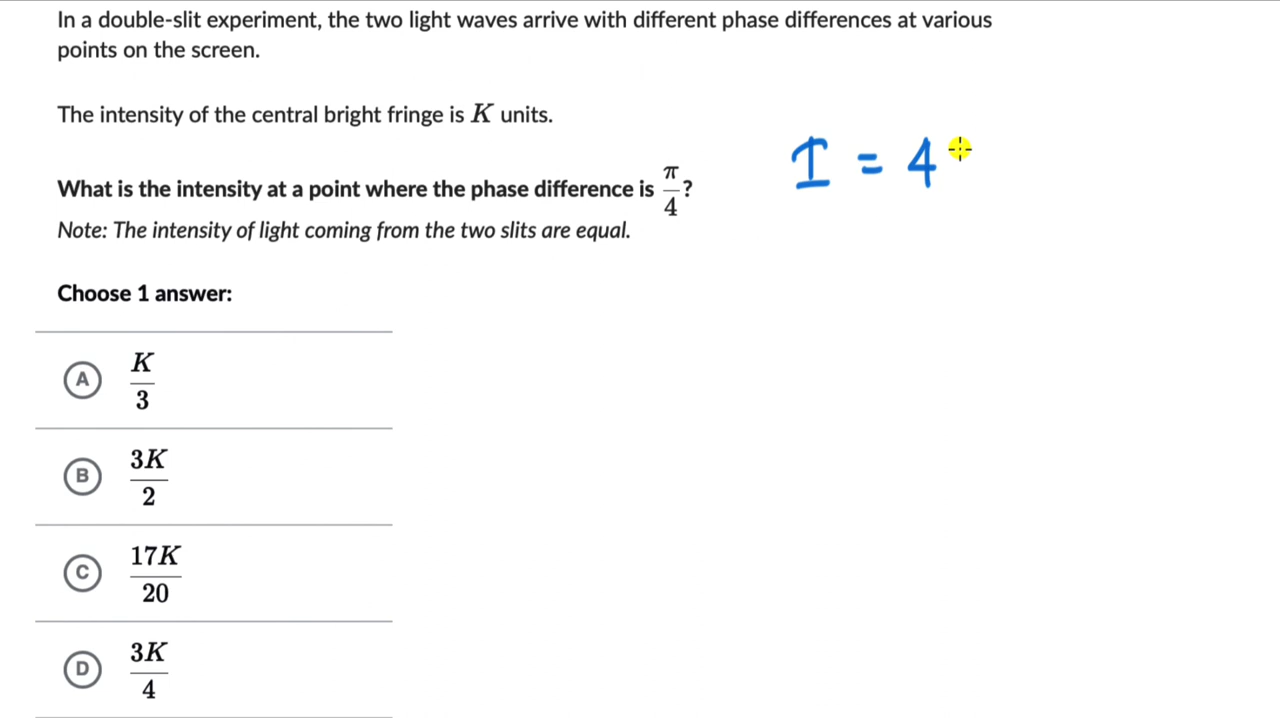 In a double-slit experiment, the two light waves arrive with different phase differences at various
points on the screen.
The intensity of the central bright fringe is K units.
I = 4
What is the intensity at a point where the phase difference is π/4?
Note: The intensity of light coming from the two slits are equal.
Choose 1 answer:
A K/3
B 3K/2
C 17K/20
D 3K/4